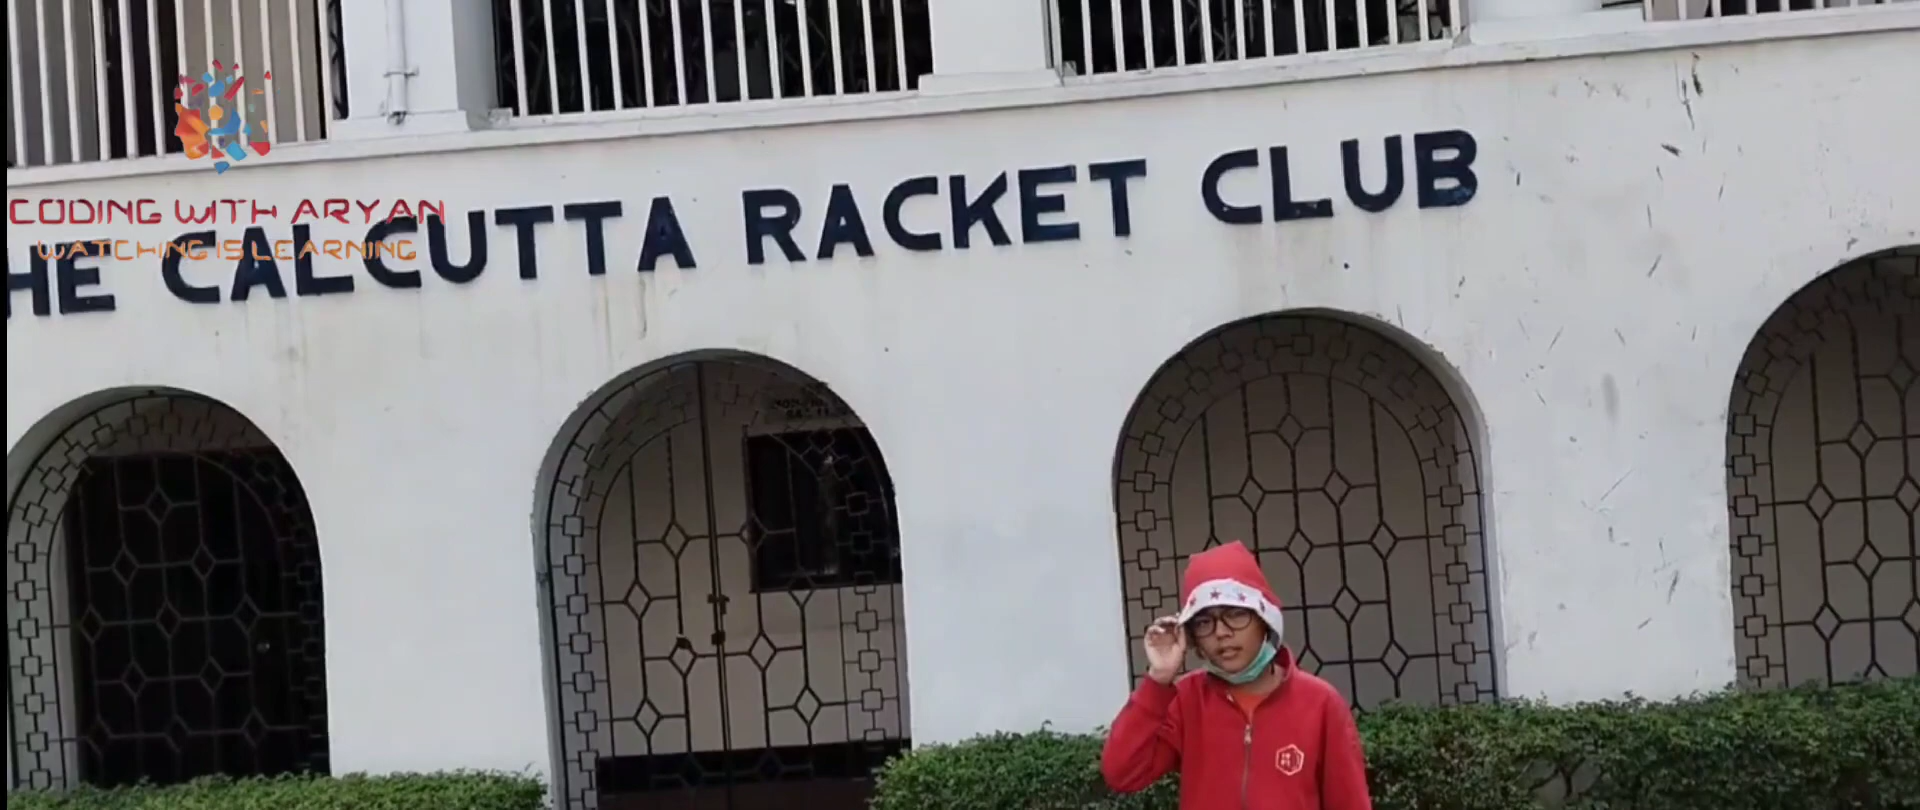 CODING WITH ARYAN
WATCHING IS LEARNING
HE CALCUTTA RACKET CLUB